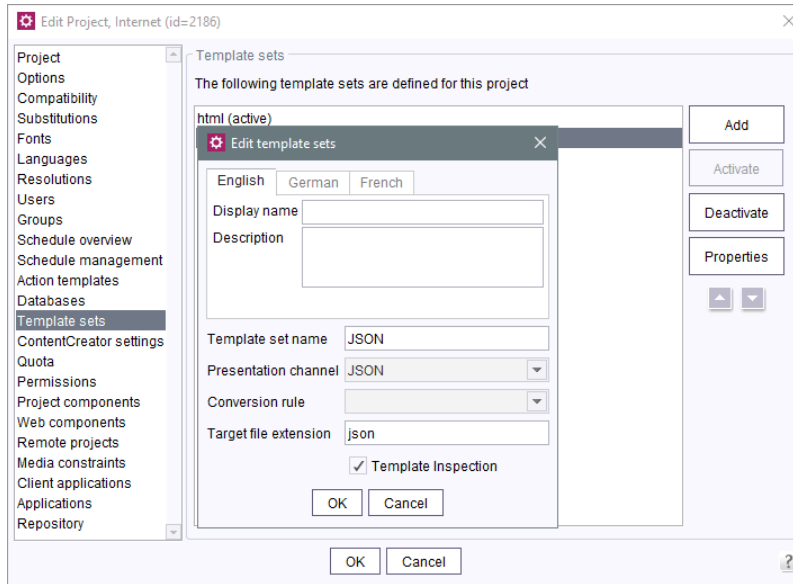 Edit Project, Internet (id=2186)
Project
Options
Compatibility
Substitutions
Fonts
Languages
Resolutions
Users
Groups
Schedule overview
Schedule management
Action templates
Databases
Template sets
ContentCreator settings
Quota
Permissions
Project components
Web components
Remote projects
Media constraints
Client applications
Applications
Repository
Template sets
The following template sets are defined for this project
html (active)
Add
Activate
Deactivate
Properties
Edit template sets
English German French
Display name
Description
Template set name JSON
Presentation channel JSON
Conversion rule
Target file extension json
Template Inspection
OK Cancel
OK Cancel
?